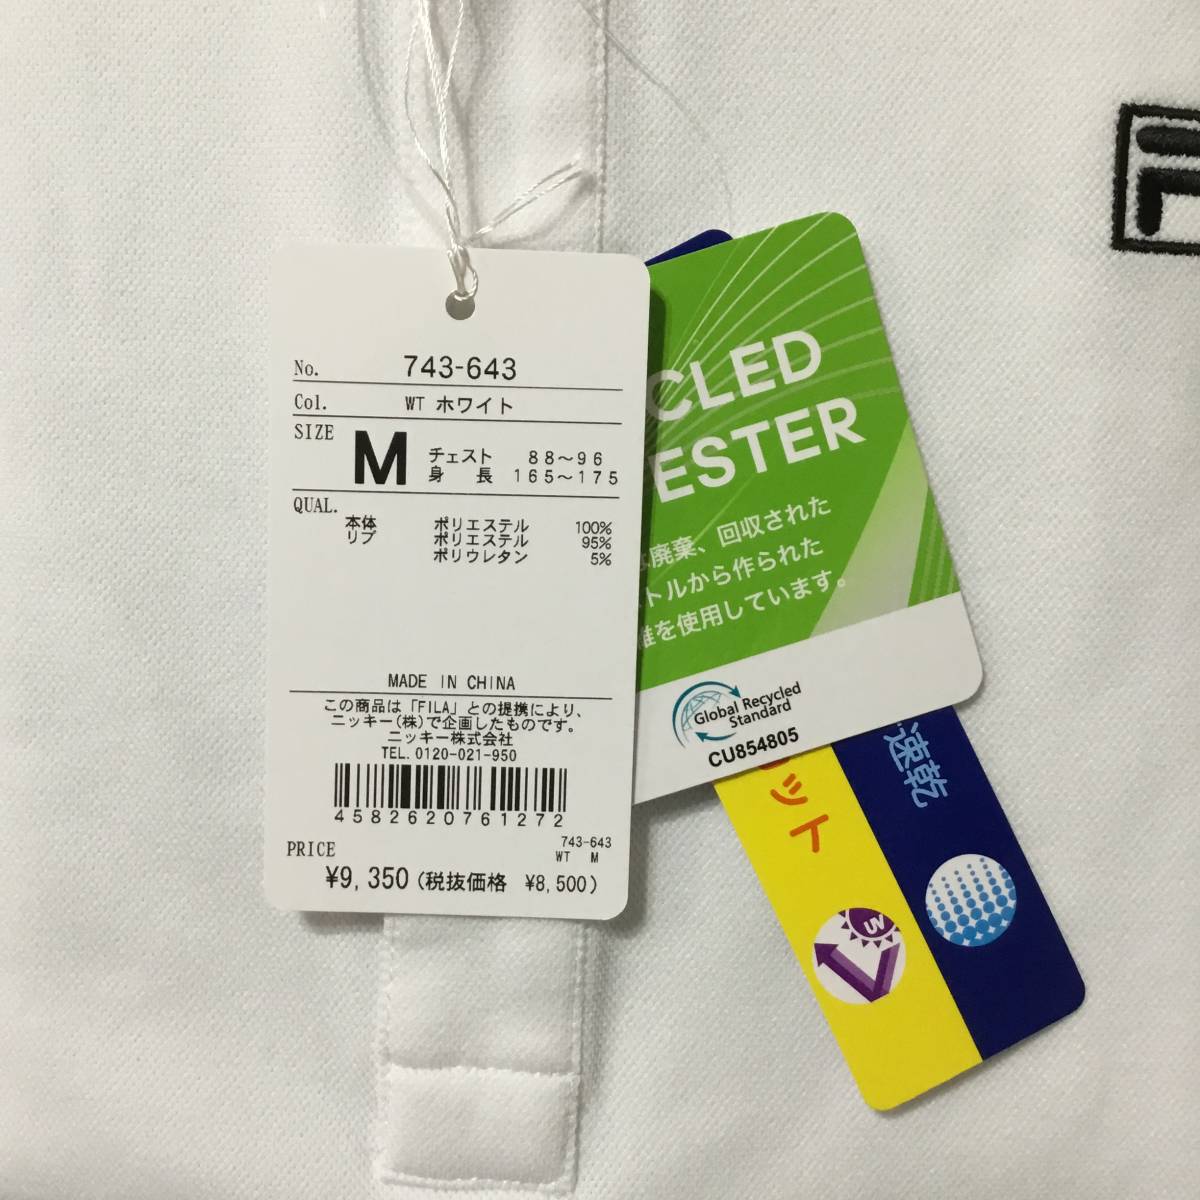 No. 743-643
Col. WT ホワイト
SIZE M チェスト 88～96
身 長 165～175
QUAL.
本体 ポリエステル 100%
リブ ポリエステル 95%
ポリウレタン 5%
MADE IN CHINA
この商品は「FILA」との提携により、
ニッキー(株)で企画したものです。
ニッキー株式会社
TEL. 0120-021-950
4582620761272
743-643
WT M
PRICE
¥9,350 (税抜価格 ¥8,500)
CLED
ESTER
廃棄、回収された
トルから作られた
維を使用しています。
Global Recycled
Standard
CU854805
ット
速乾
UV